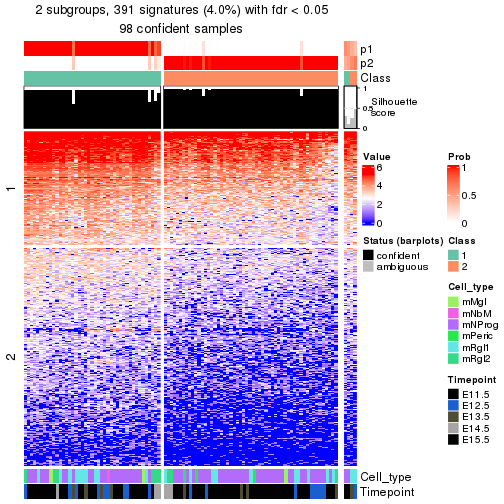 2 subgroups, 391 signatures (4.0%) with fdr < 0.05
98 confident samples
p1
p2
Class
1
0.5
0
Silhouette
score
1
2
Value
6
4
2
0
Prob
1
0.5
0
Status (barplots)
confident
ambiguous
Class
1
2
Cell_type
mMgl
mNbM
mNProg
mPeric
mRgl1
mRgl2
Timepoint
E11.5
E12.5
E13.5
E14.5
E15.5
Cell_type
Timepoint